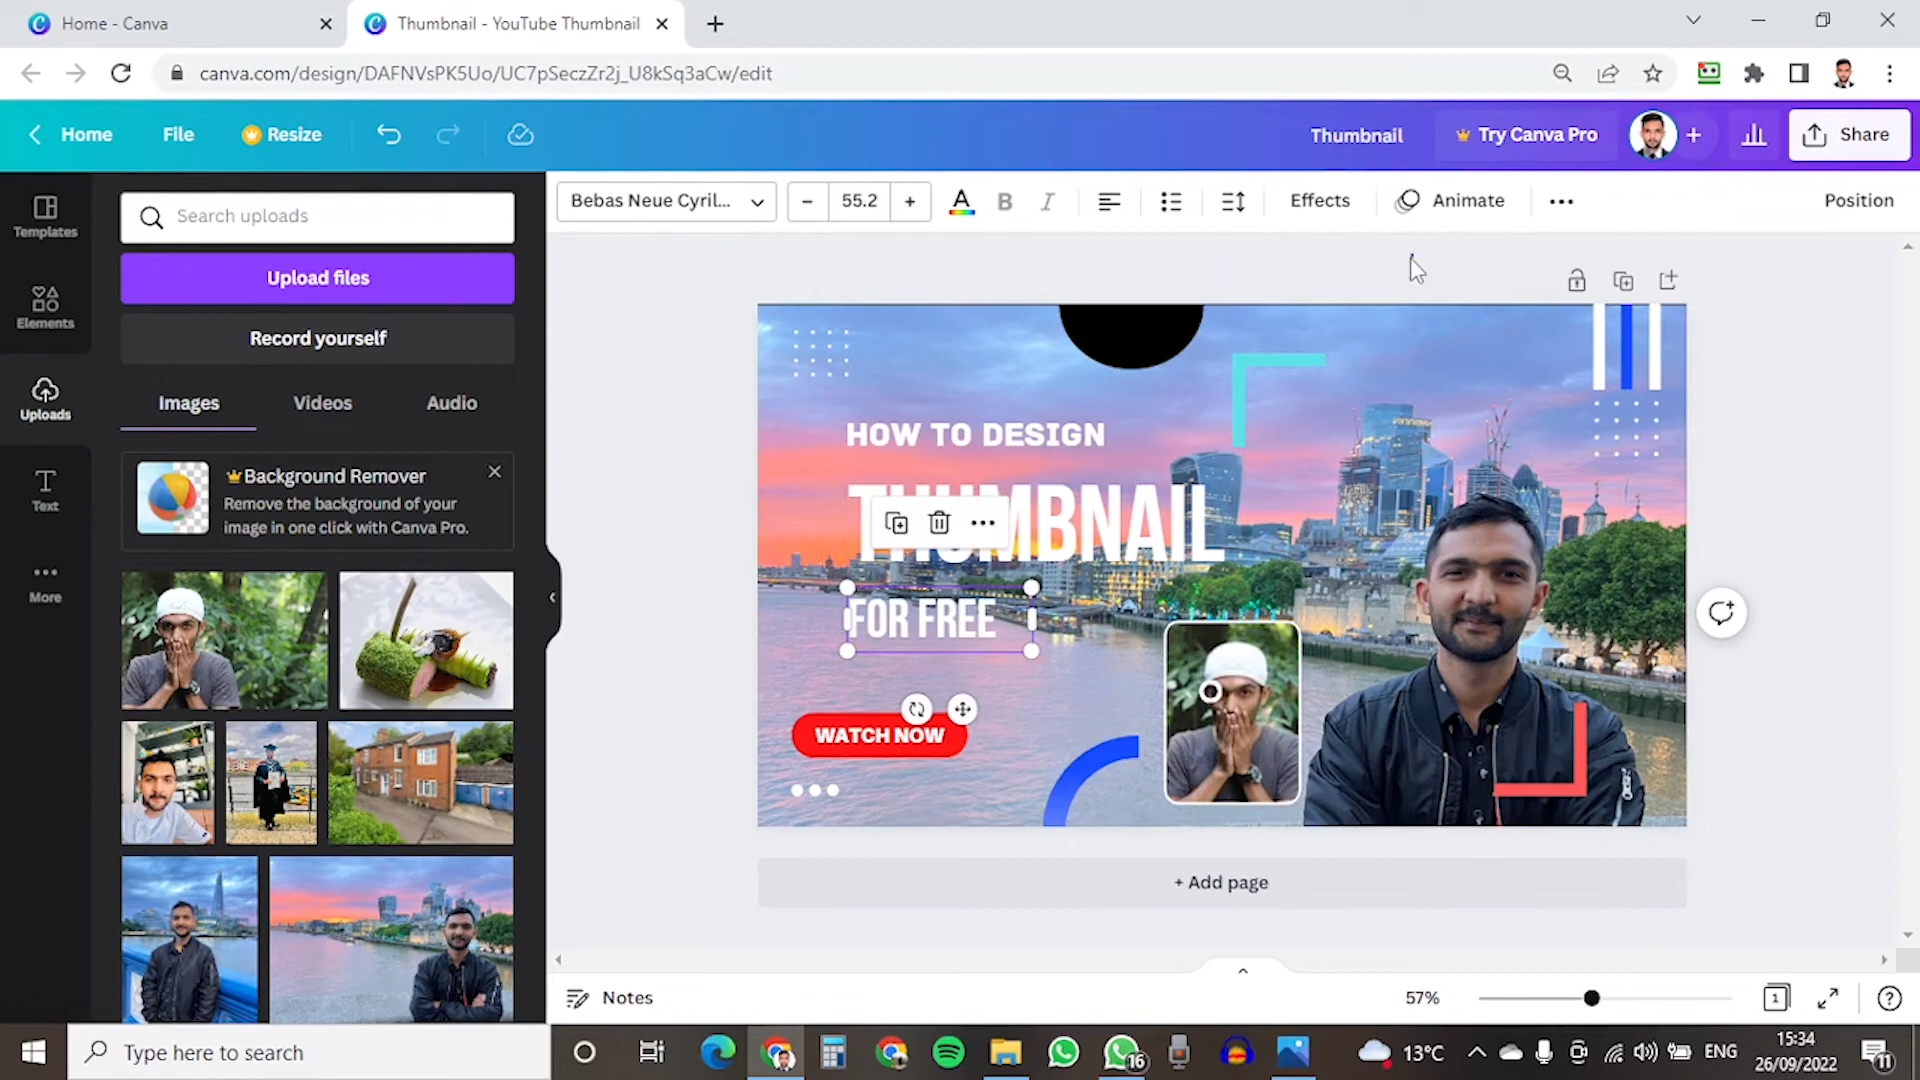 Home - Canva
Thumbnail - YouTube Thumbnail
canva.com/design/DAFNVsPK5Uo/UC7pSeczZr2j_U8kSq3aCw/edit
Home
File
Resize
Thumbnail
Try Canva Pro
Share
Bebas Neue Cyril...
55.2
A
B
I
Effects
Animate
Position
Templates
Elements
Uploads
Text
More
Search uploads
Upload files
Record yourself
Images
Videos
Audio
Background Remover
Remove the background of your
image in one click with Canva Pro.
HOW TO DESIGN
THUMBNAIL
FOR FREE
WATCH NOW
+ Add page
Notes
57%
1
Type here to search
16
13°C
ENG
15:34
26/09/2022
11